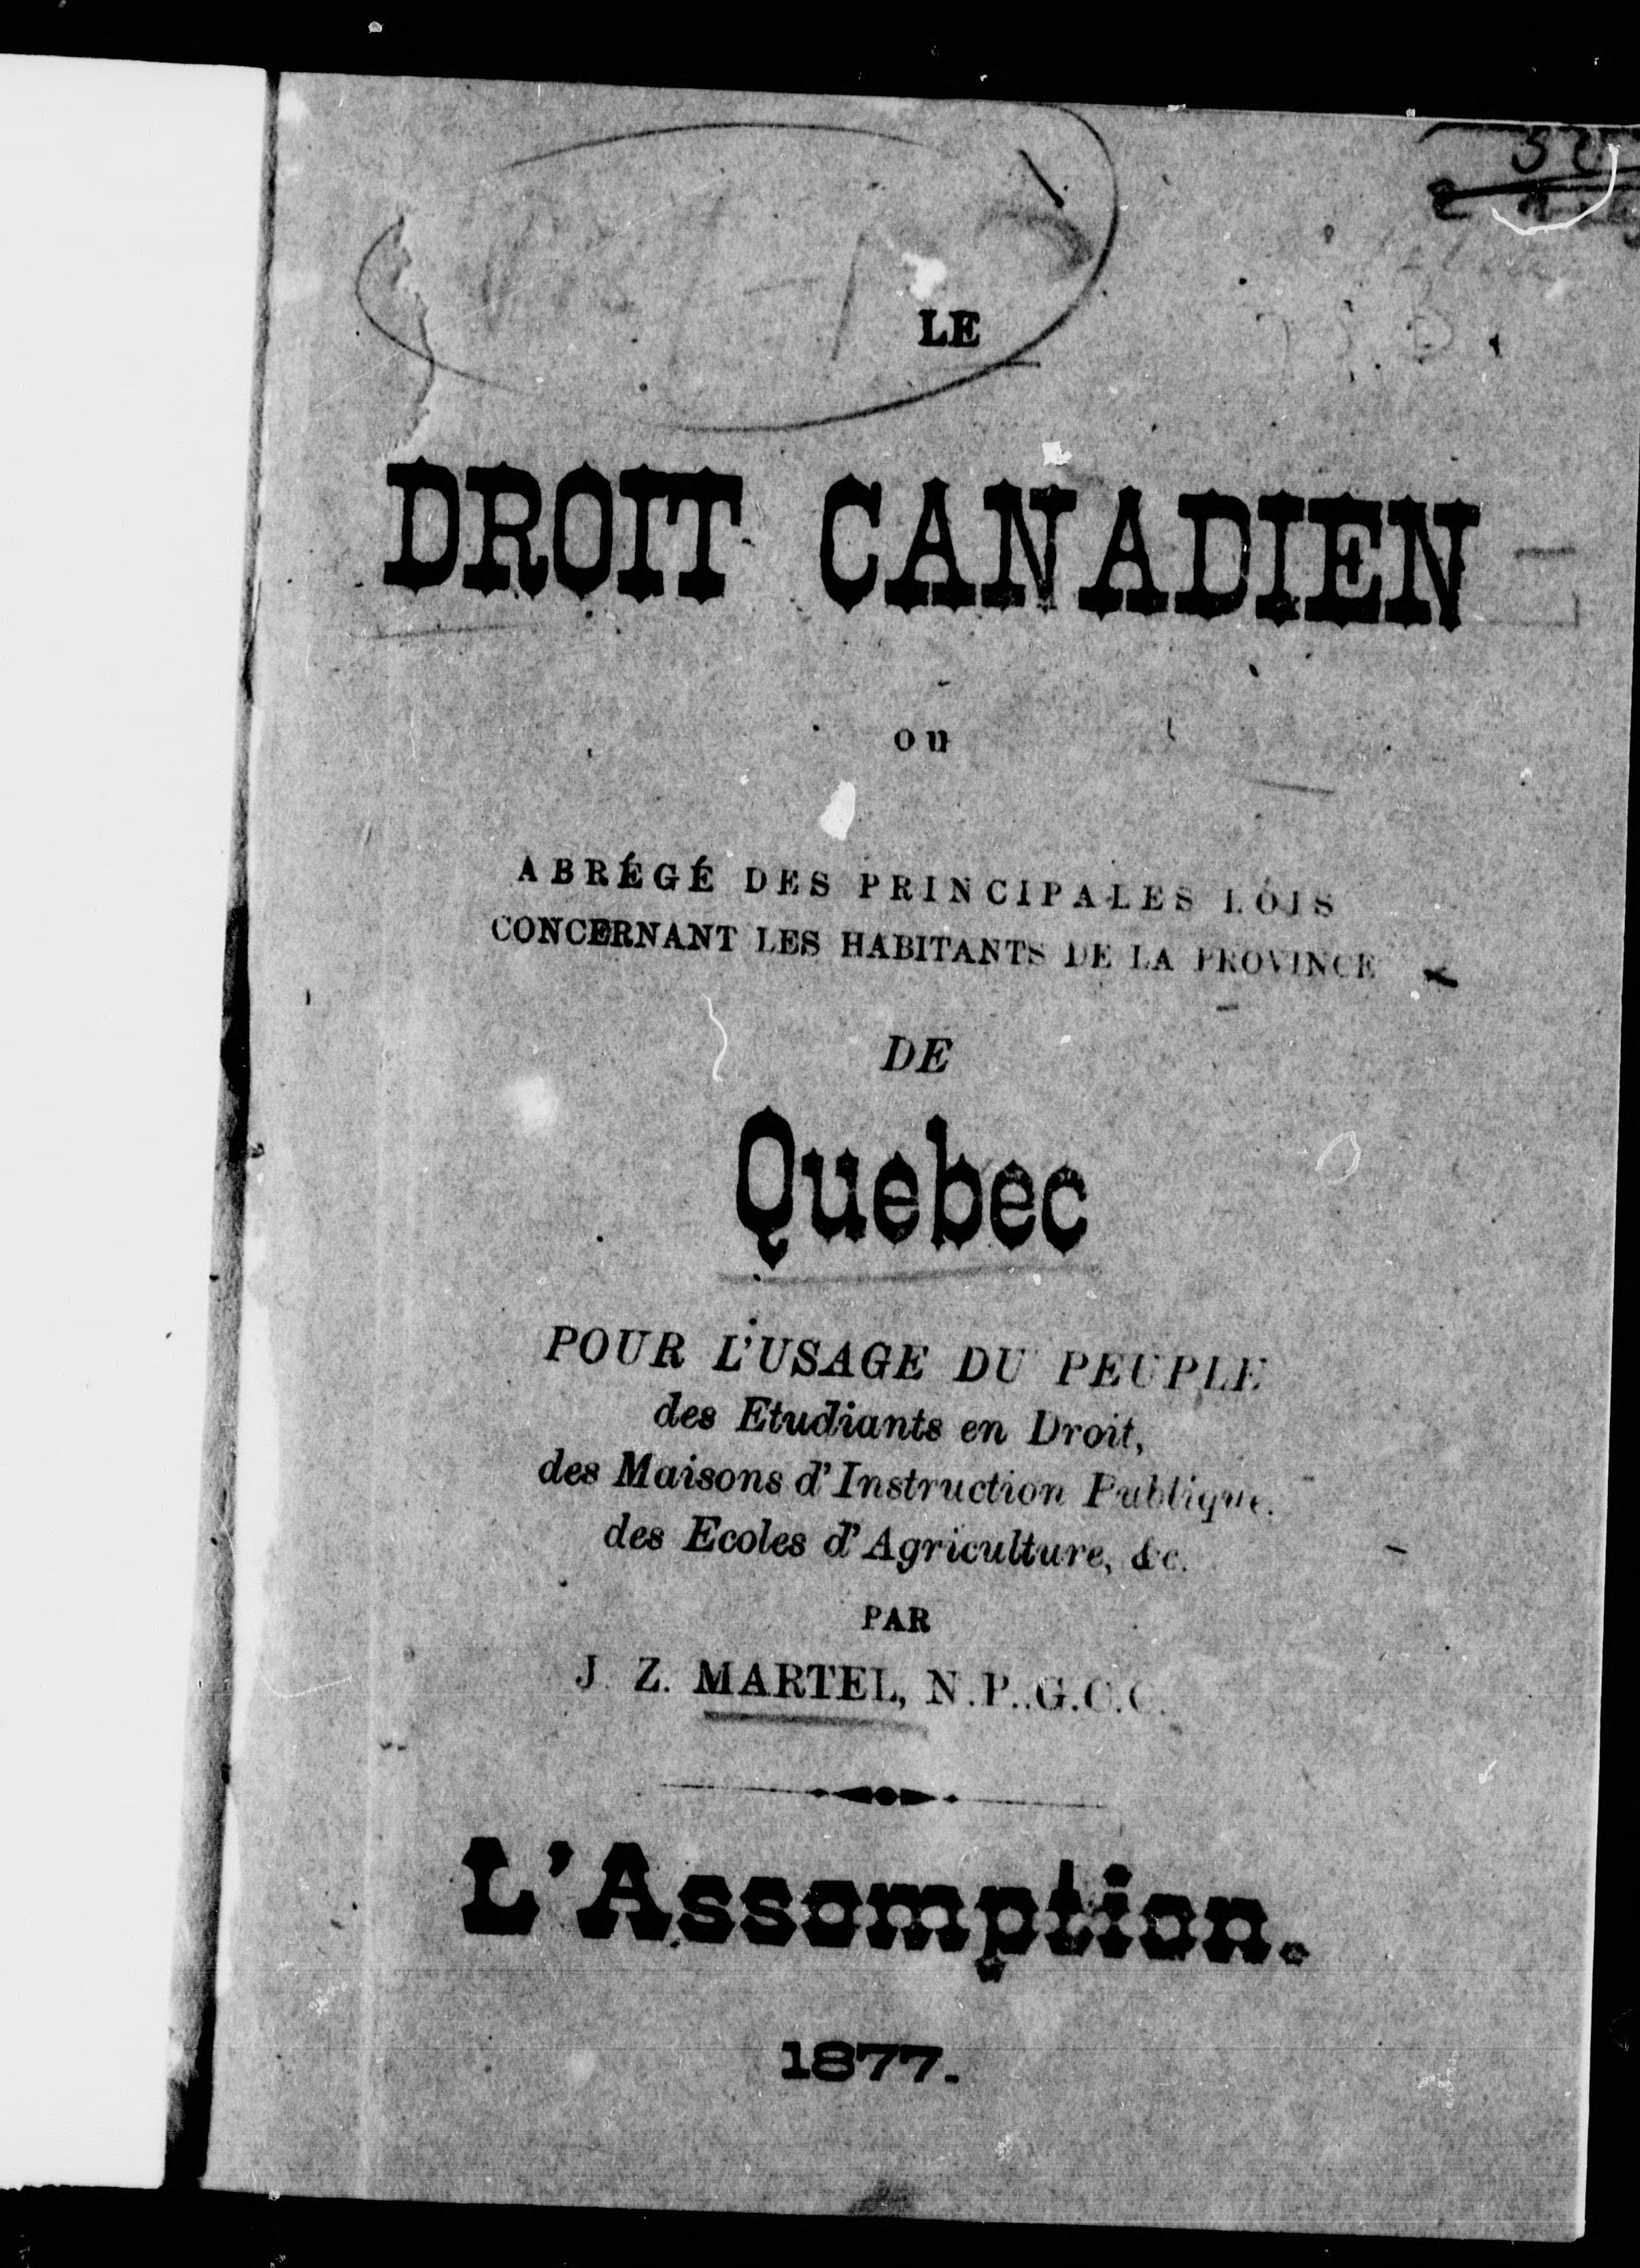 LE
DROIT CANADIEN
ou
ABRÉGÉ DES PRINCIPALES LOIS
CONCERNANT LES HABITANTS DE LA PROVINCE
DE
Quebec
POUR L'USAGE DU PEUPLE
des Etudiants en Droit,
des Maisons d'Instruction Publique.
des Ecoles d'Agriculture, &c.
PAR
J. Z. MARTEL, N.P..G.C.C.
L'Assomption.
1877.